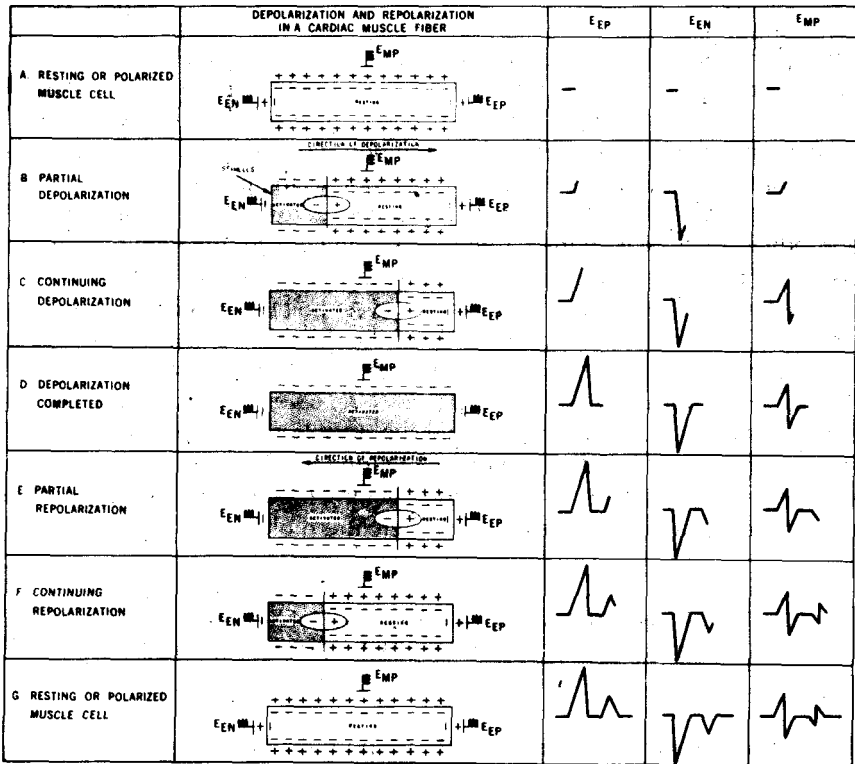 DEPOLARIZATION AND REPOLARIZATION
IN A CARDIAC MUSCLE FIBER
EEP
EEN
EMP
A. RESTING OR POLARIZED
MUSCLE CELL
EMP
+ + + + + + + + + + +
EEN
RESTING
EEP
+ + + + + + + + + + +
DIRECTION OF DEPOLARIZATION
B PARTIAL
DEPOLARIZATION
STIMULUS
EMP
EEN
ACTIVATED
RESTING
EEP
C CONTINUING
DEPOLARIZATION
EMP
EEN
ACTIVATED
RESTING
EEP
D DEPOLARIZATION
COMPLETED
EMP
EEN
ACTIVATED
EEP
DIRECTION OF REPOLARIZATION
E PARTIAL
REPOLARIZATION
EMP
EEN
ACTIVATED
RESTING
EEP
F CONTINUING
REPOLARIZATION
EMP
EEN
RESTING
EEP
G RESTING OR POLARIZED
MUSCLE CELL
EMP
+ + + + + + + + + + +
EEN
RESTING
EEP
+ + + + + + + + + + +